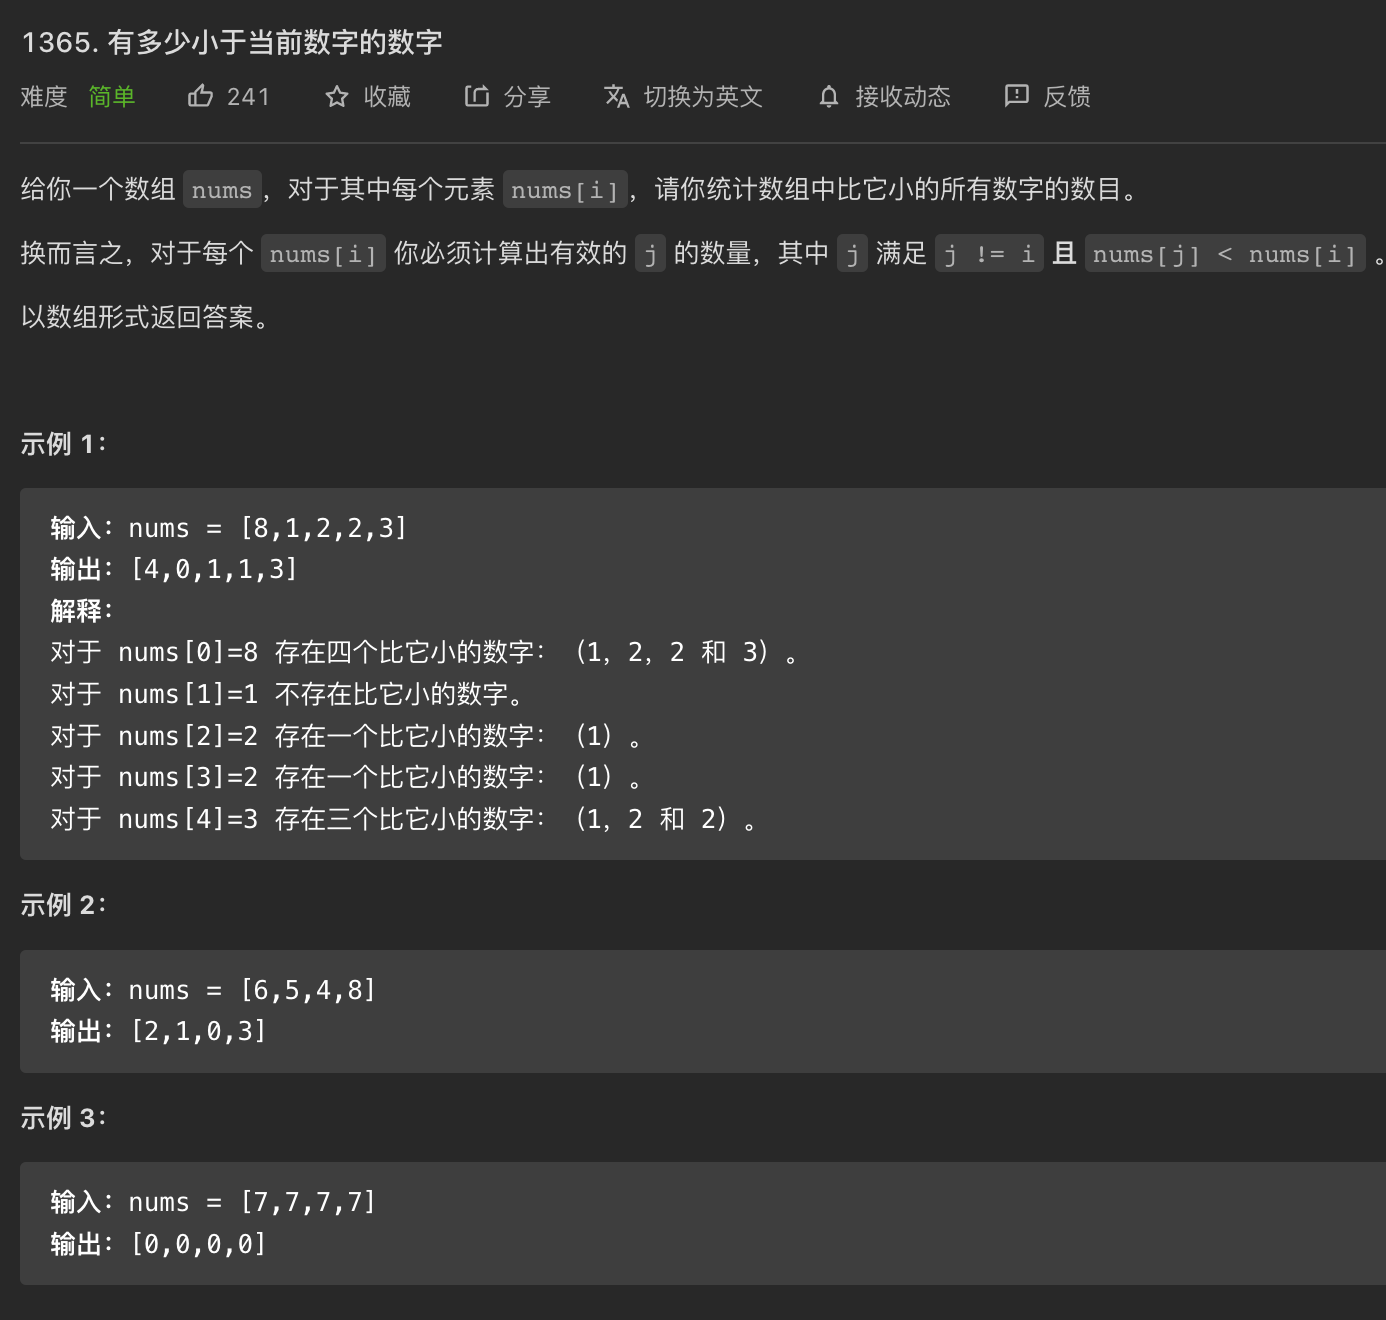 1365. 有多少小于当前数字的数字
难度 简单 241 收藏 分享 切换为英文 接收动态 反馈
给你一个数组 nums，对于其中每个元素 nums[i]，请你统计数组中比它小的所有数字的数目。
换而言之，对于每个 nums[i] 你必须计算出有效的 j 的数量，其中 j 满足 j != i 且 nums[j] < nums[i] 。
以数组形式返回答案。
示例 1：
输入：nums = [8,1,2,2,3]
输出：[4,0,1,1,3]
解释：
对于 nums[0]=8 存在四个比它小的数字：（1，2，2 和 3）。
对于 nums[1]=1 不存在比它小的数字。
对于 nums[2]=2 存在一个比它小的数字：（1）。
对于 nums[3]=2 存在一个比它小的数字：（1）。
对于 nums[4]=3 存在三个比它小的数字：（1，2 和 2）。
示例 2：
输入：nums = [6,5,4,8]
输出：[2,1,0,3]
示例 3：
输入：nums = [7,7,7,7]
输出：[0,0,0,0]